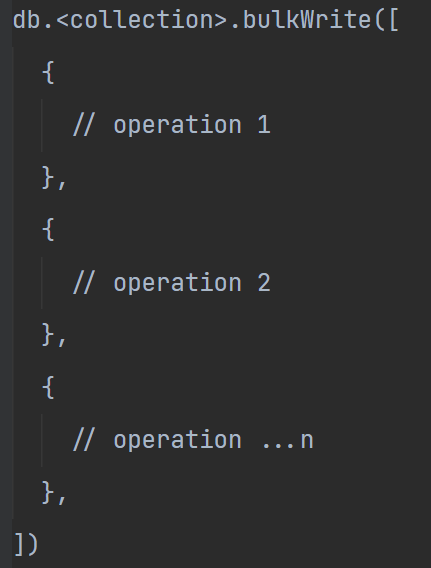 db.<collection>.bulkWrite([
{
// operation 1
},
{
// operation 2
},
{
// operation ...n
},
])